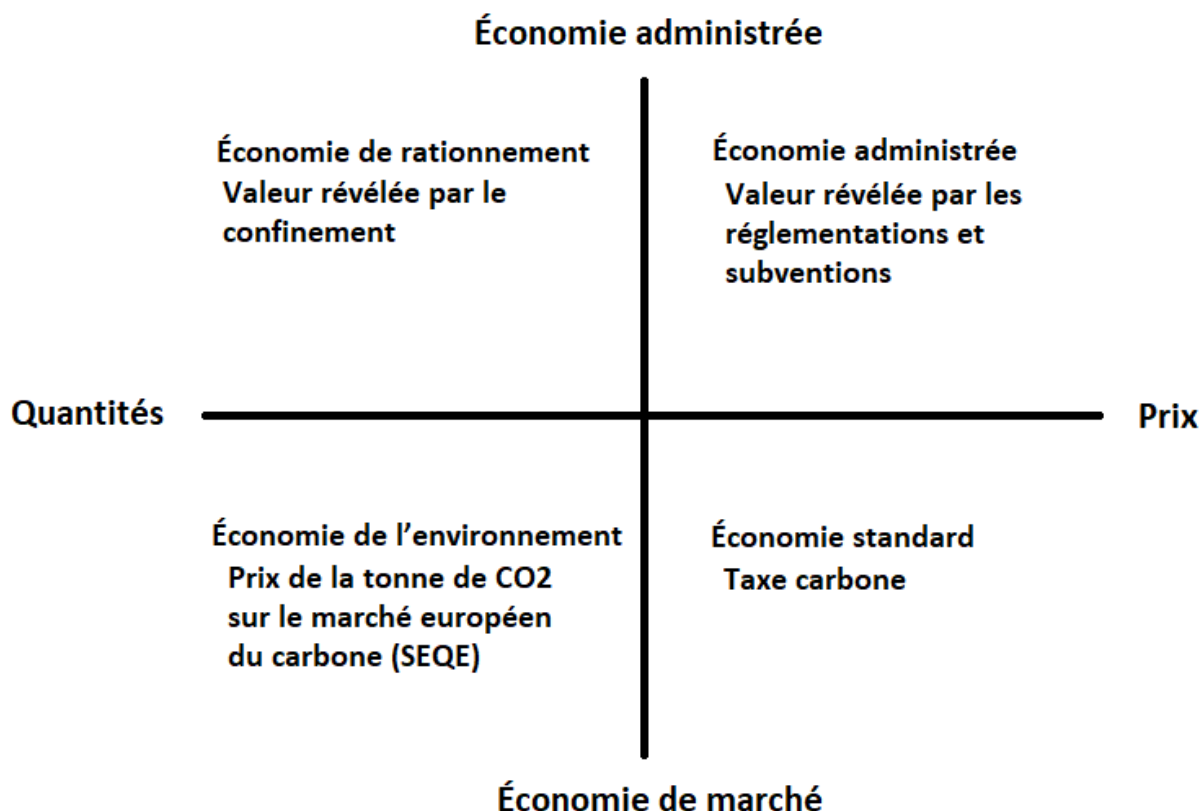 Économie administrée
Économie de rationnement
Valeur révélée par le
confinement
Économie administrée
Valeur révélée par les
réglementations et
subventions
Quantités
Prix
Économie de l’environnement
Prix de la tonne de CO2
sur le marché européen
du carbone (SEQE)
Économie standard
Taxe carbone
Économie de marché